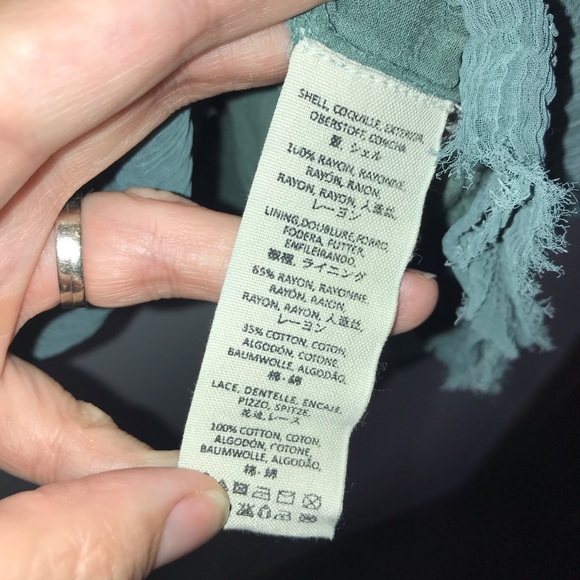 SHELL, COQUILLE, EXTERIOR,
OBERSTOFF, CONCHA
シェル
100% RAYON, RAYONNE,
RAYÓN, RAION,
RAYON, RAYON, 人造丝,
レーヨン
LINING,DOUBLURE,FORRO,
FODERA, FUTTER,
ENFILEIRANDO
ライニング
65% RAYON, RAYONNE,
RAYÓN, RAION,
RAYON, RAYON, 人造丝,
レーヨン
35% COTTON, COTON,
ALGODÓN, COTONE,
BAUMWOLLE, ALGODÃO,
棉・綿
LACE, DENTELLE, ENCAJE,
PIZZO, SPITZE,
花边,レース
100% COTTON, COTON,
ALGODÓN, COTONE,
BAUMWOLLE, ALGODÃO,
棉・綿